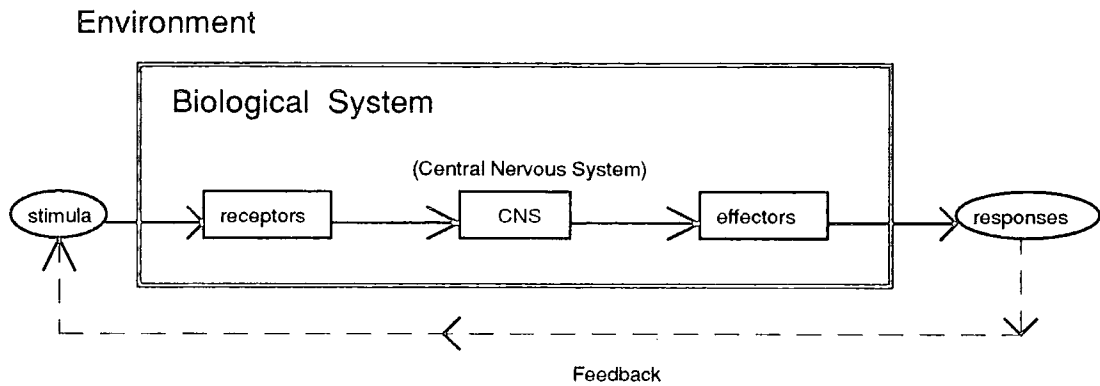 Environment
Biological System
(Central Nervous System)
stimula
receptors
CNS
effectors
responses
Feedback